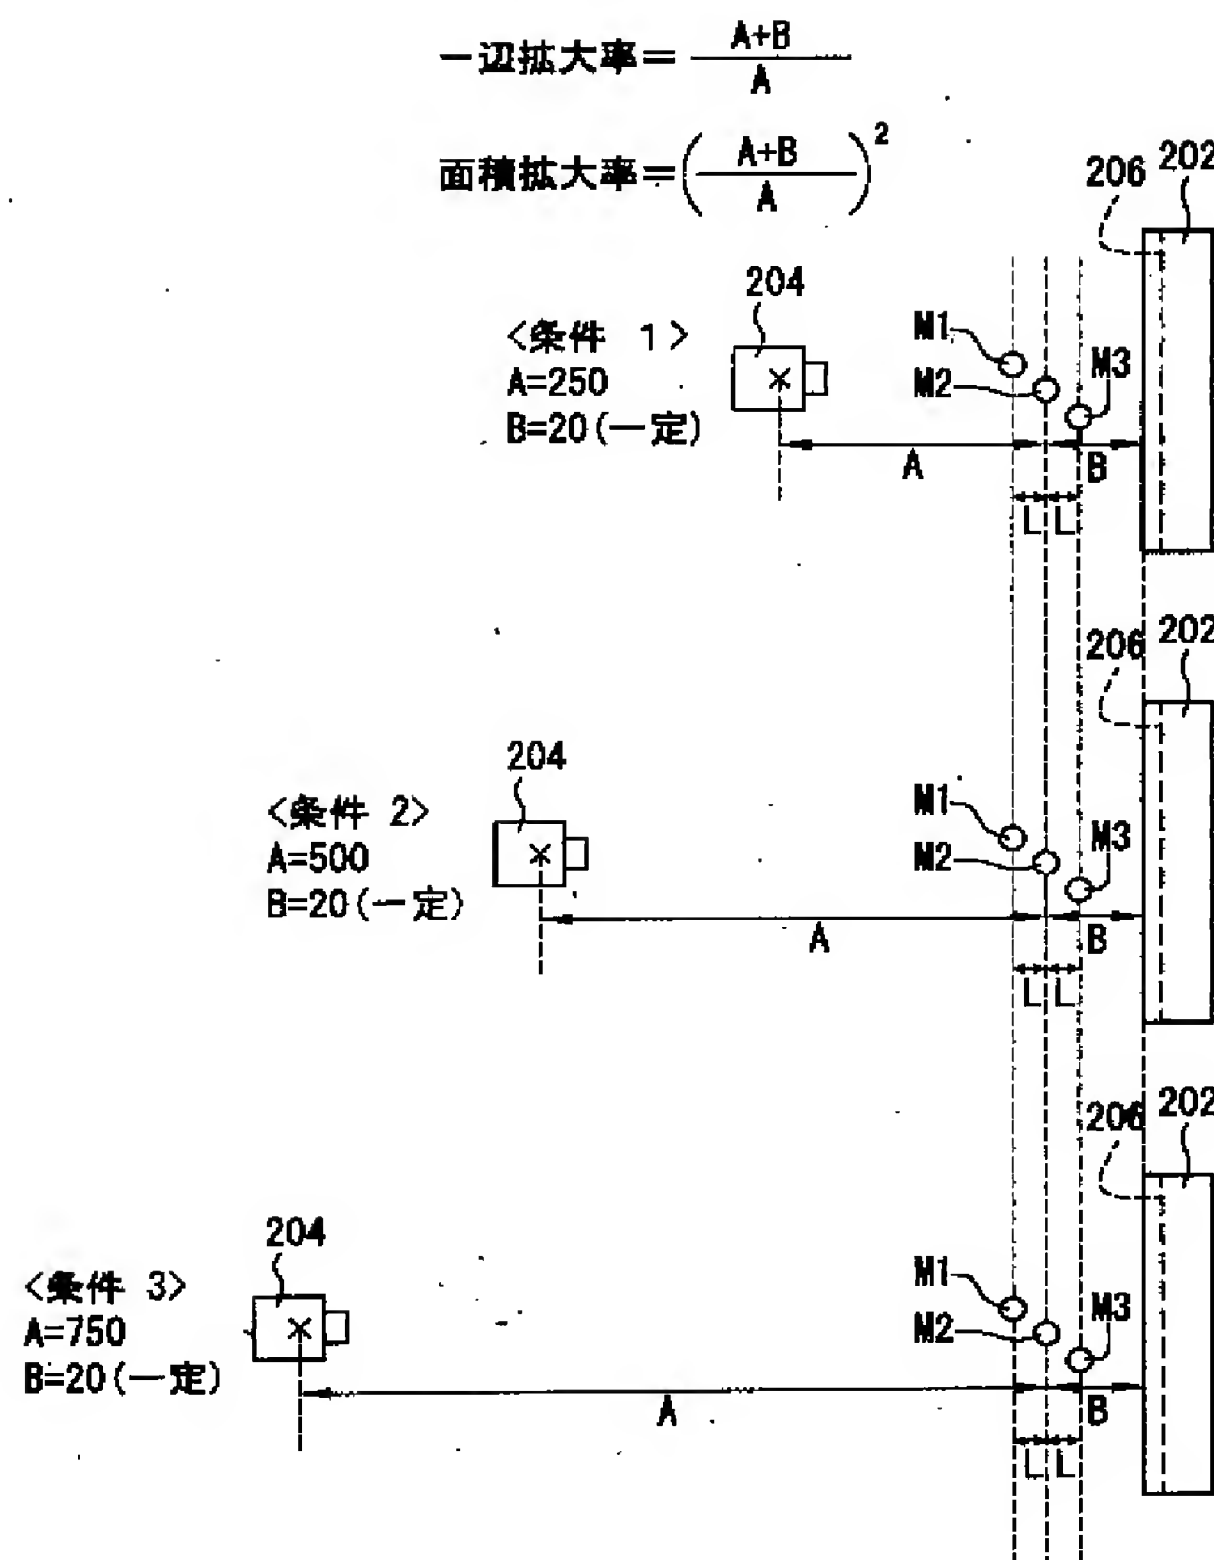 一辺拡大率= A+B
A
面積拡大率=( A+B
A )2
206 202
204
<条件 1>
A=250
B=20(一定)
M1
M2
M3
A
B
L L
206 202
204
<条件 2>
A=500
B=20(一定)
M1
M2
M3
A
B
L L
206 202
204
<条件 3>
A=750
B=20(一定)
M1
M2
M3
A
B
L L